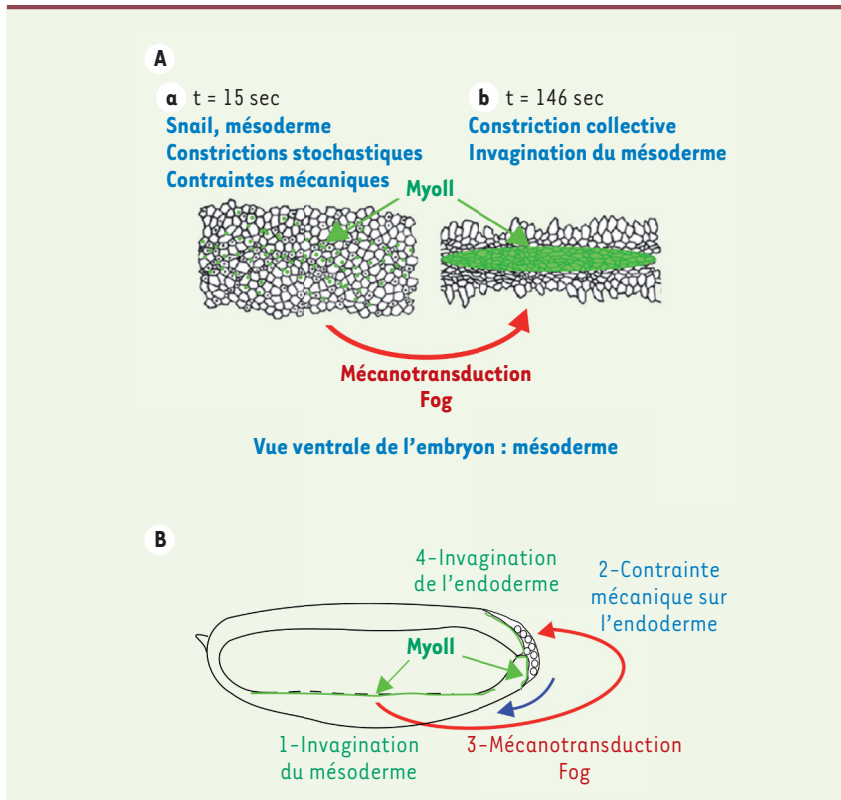 A
a t = 15 sec
Snail, mésoderme
Constrictions stochastiques
Contraintes mécaniques
b t = 146 sec
Constriction collective
Invagination du mésoderme
MyoII
Mécanotransduction
Fog
Vue ventrale de l’embryon : mésoderme
B
4-Invagination
de l’endoderme
2-Contrainte
mécanique sur
l’endoderme
MyoII
1-Invagination
du mésoderme
3-Mécanotransduction
Fog